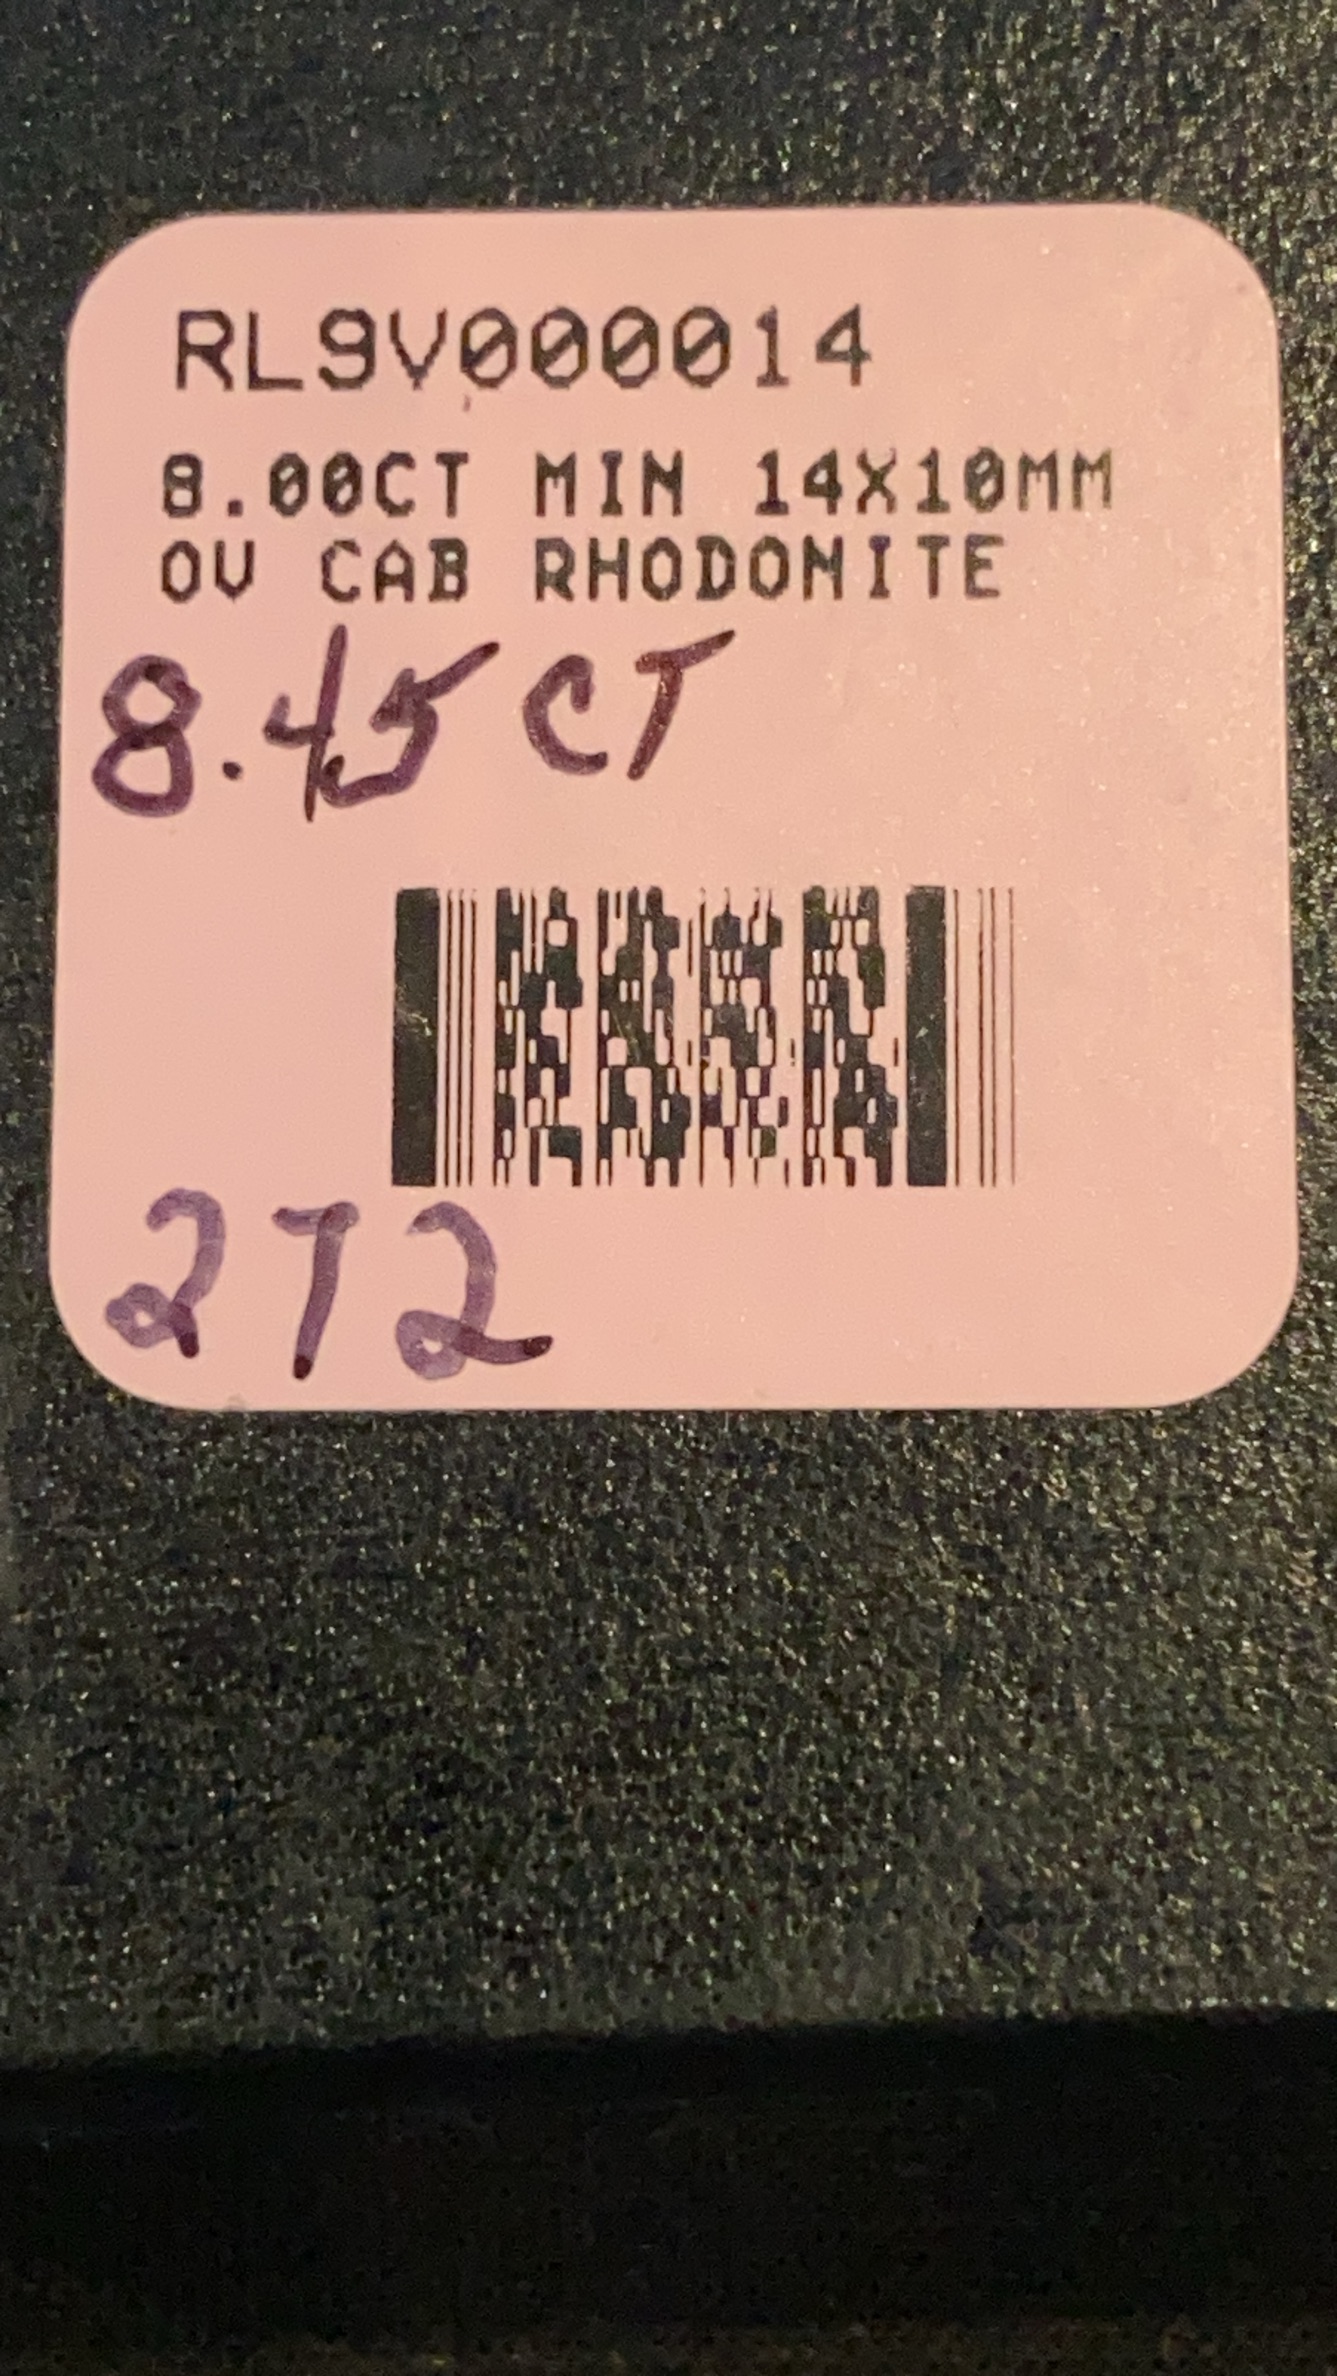 RL9V000014
8.00CT MIN 14X10MM
OV CAB RHODONITE
8.45 CT
272